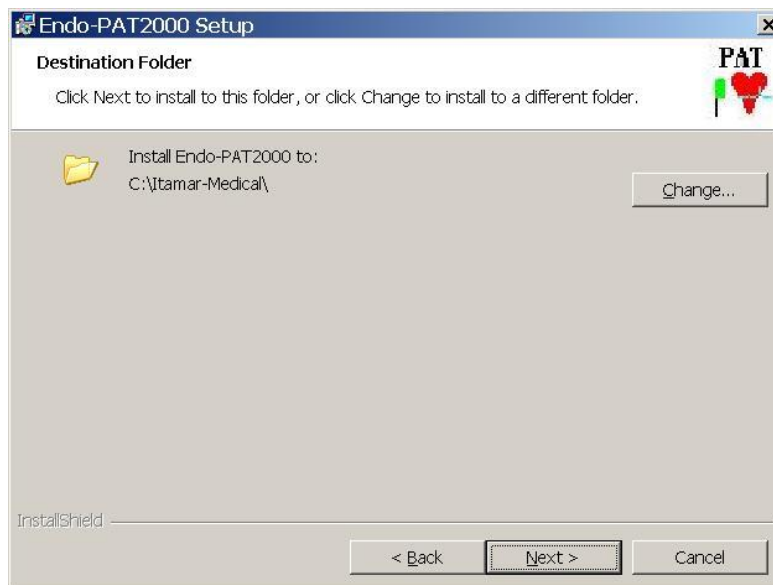 Endo-PAT2000 Setup
Destination Folder
Click Next to install to this folder, or click Change to install to a different folder.
PAT
Install Endo-PAT2000 to:
C:\Itamar-Medical\
Change...
InstallShield
< Back
Next >
Cancel